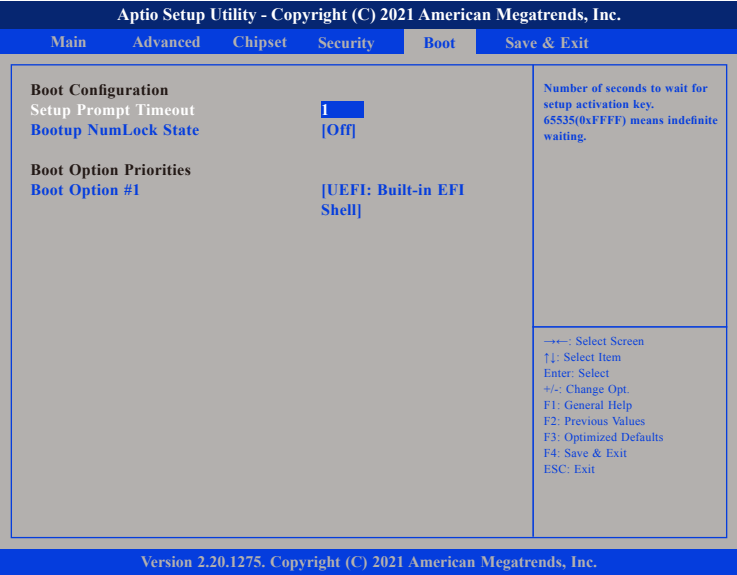 Aptio Setup Utility - Copyright (C) 2021 American Megatrends, Inc.
Main Advanced Chipset Security Boot Save & Exit
Boot Configuration
Setup Prompt Timeout 1
Bootup NumLock State [Off]
Boot Option Priorities
Boot Option #1 [UEFI: Built-in EFI
Shell]
Number of seconds to wait for
setup activation key.
65535(0xFFFF) means indefinite
waiting.
→←: Select Screen
↑↓: Select Item
Enter: Select
+/-: Change Opt.
F1: General Help
F2: Previous Values
F3: Optimized Defaults
F4: Save & Exit
ESC: Exit
Version 2.20.1275. Copyright (C) 2021 American Megatrends, Inc.